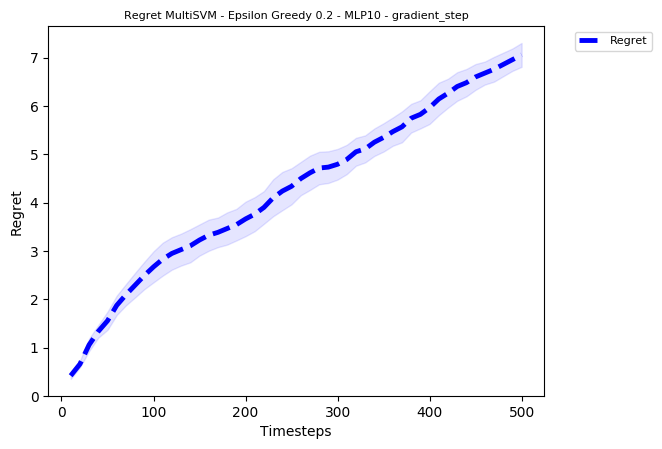 Regret MultiSVM - Epsilon Greedy 0.2 - MLP10 - gradient_step
Regret
7
6
5
4
3
2
1
0
Regret
0 100 200 300 400 500
Timesteps